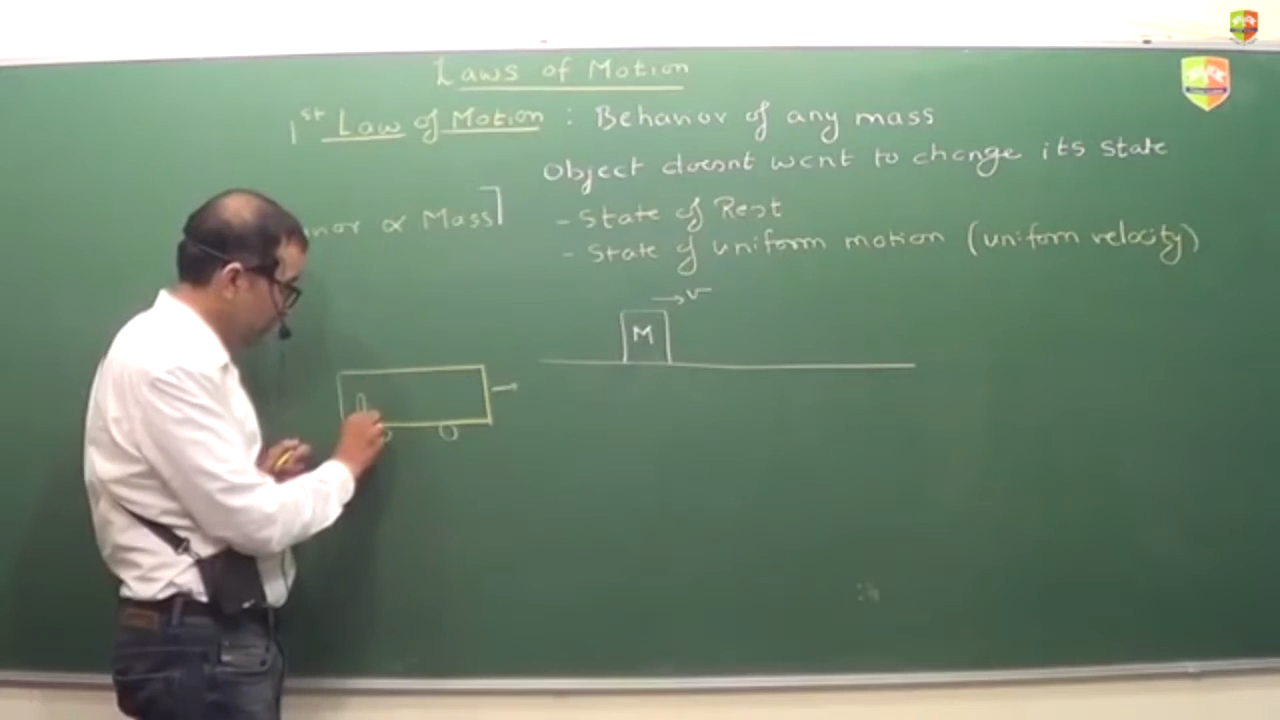 Laws of Motion
1st Law of Motion : Behavior of any mass
Object doesnt want to change its state
∝ Mass]
- State of Rest
- State of uniform motion (uniform velocity)
→ v
M